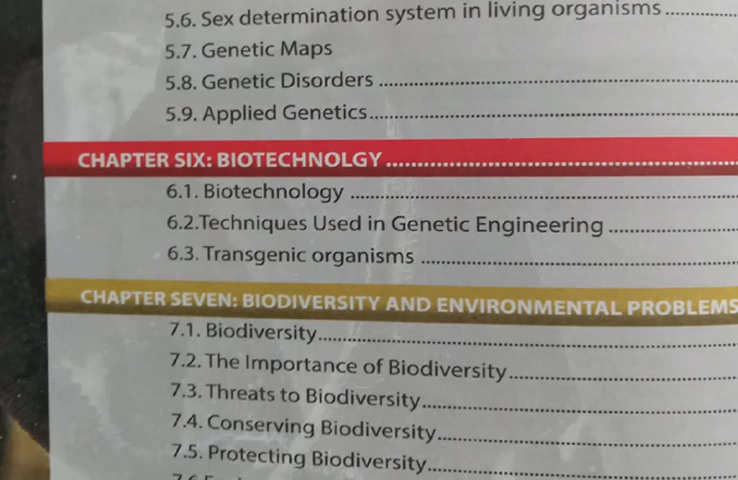 5.6. Sex determination system in living organisms ............
5.7. Genetic Maps
5.8. Genetic Disorders ............
5.9. Applied Genetics............
CHAPTER SIX: BIOTECHNOLGY............
6.1. Biotechnology ............
6.2.Techniques Used in Genetic Engineering ............
6.3. Transgenic organisms ............
CHAPTER SEVEN: BIODIVERSITY AND ENVIRONMENTAL PROBLEMS
7.1. Biodiversity............
7.2. The Importance of Biodiversity............
7.3. Threats to Biodiversity............
7.4. Conserving Biodiversity............
7.5. Protecting Biodiversity............